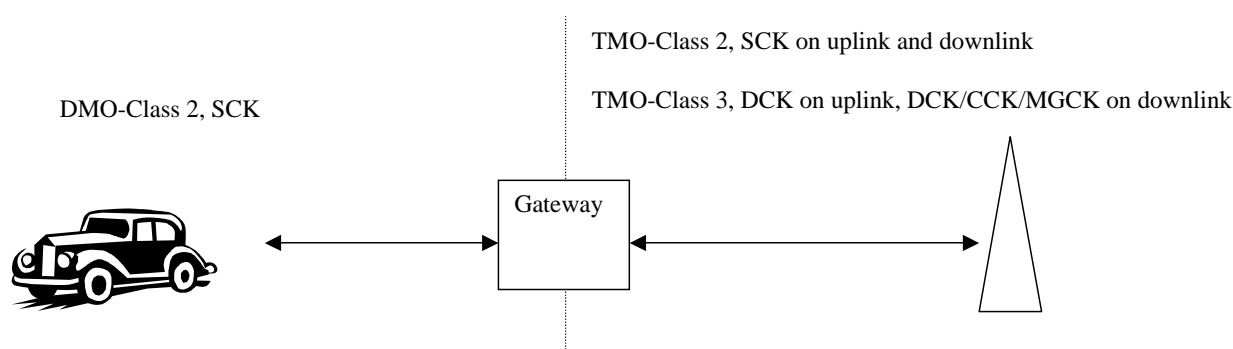 TMO-Class 2, SCK on uplink and downlink
DMO-Class 2, SCK
TMO-Class 3, DCK on uplink, DCK/CCK/MGCK on downlink
Gateway